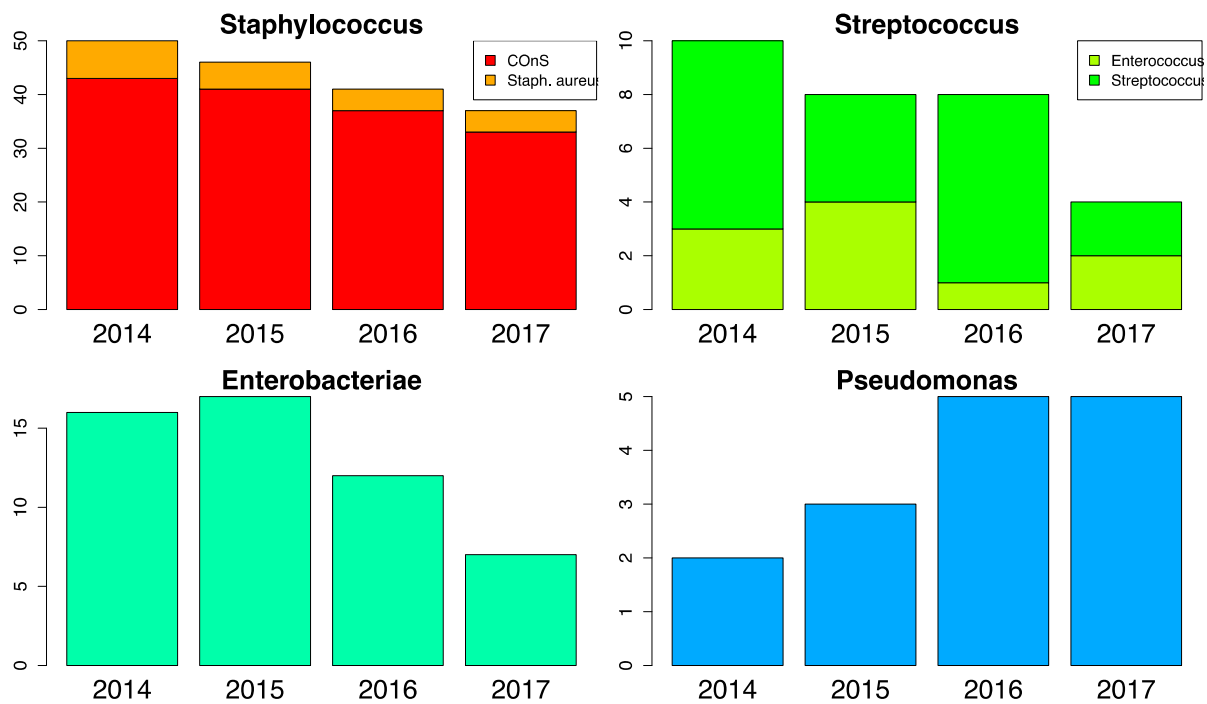 Staphylococcus
50
40
30
20
10
0
COnS
Staph. aureus
2014 2015 2016 2017
Streptococcus
10
8
6
4
2
0
Enterococcus
Streptococcus
2014 2015 2016 2017
Enterobacteriae
15
10
5
0
2014 2015 2016 2017
Pseudomonas
5
4
3
2
1
0
2014 2015 2016 2017